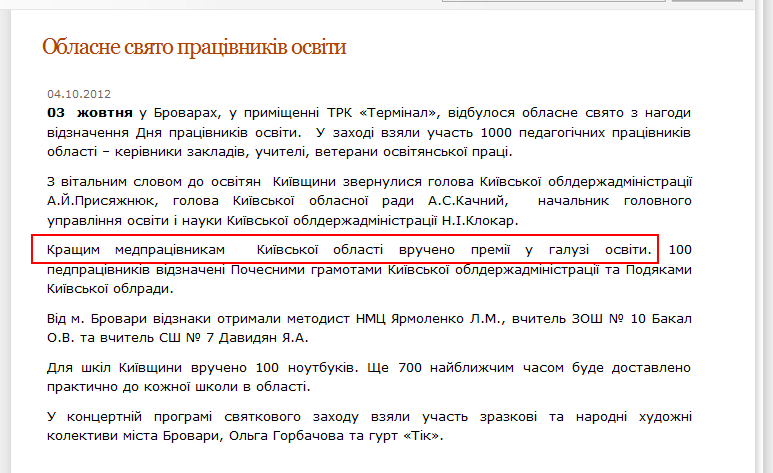 Обласне свято працівників освіти
04.10.2012
03 жовтня у Броварах, у приміщенні ТРК «Термінал», відбулося обласне свято з нагоди
відзначення Дня працівників освіти. У заході взяли участь 1000 педагогічних працівників
області – керівники закладів, учителі, ветерани освітянської праці.
З вітальним словом до освітян Київщини звернулися голова Київської облдержадміністрації
А.Й.Присяжнюк, голова Київської обласної ради А.С.Качний, начальник головного
управління освіти і науки Київської облдержадміністрації Н.І.Клокар.
Кращим медпрацівникам Київської області вручено премії у галузі освіти. 100
педпрацівників відзначені Почесними грамотами Київської облдержадміністрації та Подяками
Київської облради.
Від м. Бровари відзнаки отримали методист НМЦ Ярмоленко Л.М., вчитель ЗОШ № 10 Бакал
О.В. та вчитель СШ № 7 Давидян Я.А.
Для шкіл Київщини вручено 100 ноутбуків. Ще 700 найближчим часом буде доставлено
практично до кожної школи в області.
У концертній програмі святкового заходу взяли участь зразкові та народні художні
колективи міста Бровари, Ольга Горбачова та гурт «Тік».